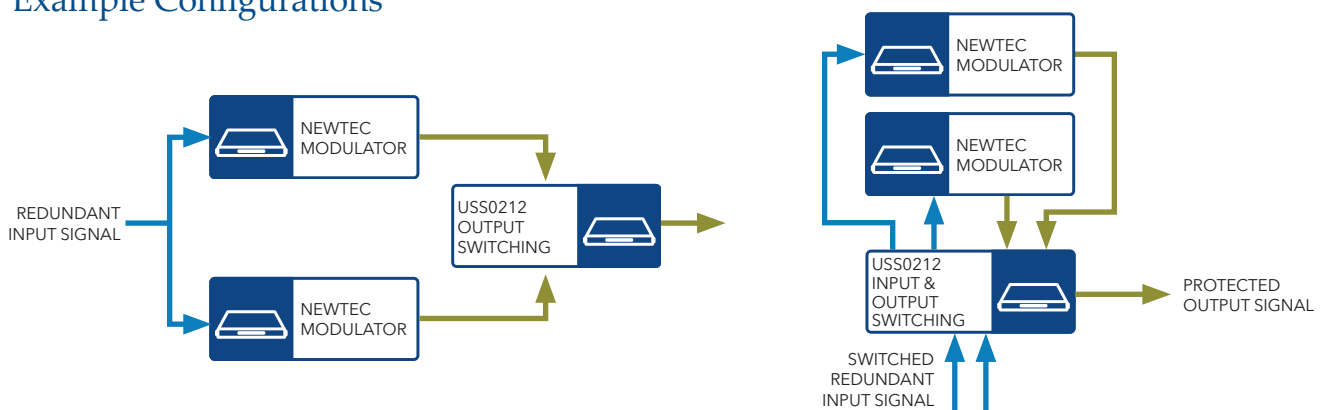 Example Configurations
REDUNDANT
INPUT SIGNAL
NEWTEC
MODULATOR
NEWTEC
MODULATOR
USS0212
OUTPUT
SWITCHING
NEWTEC
MODULATOR
NEWTEC
MODULATOR
USS0212
INPUT &
OUTPUT
SWITCHING
PROTECTED
OUTPUT SIGNAL
SWITCHED
REDUNDANT
INPUT SIGNAL